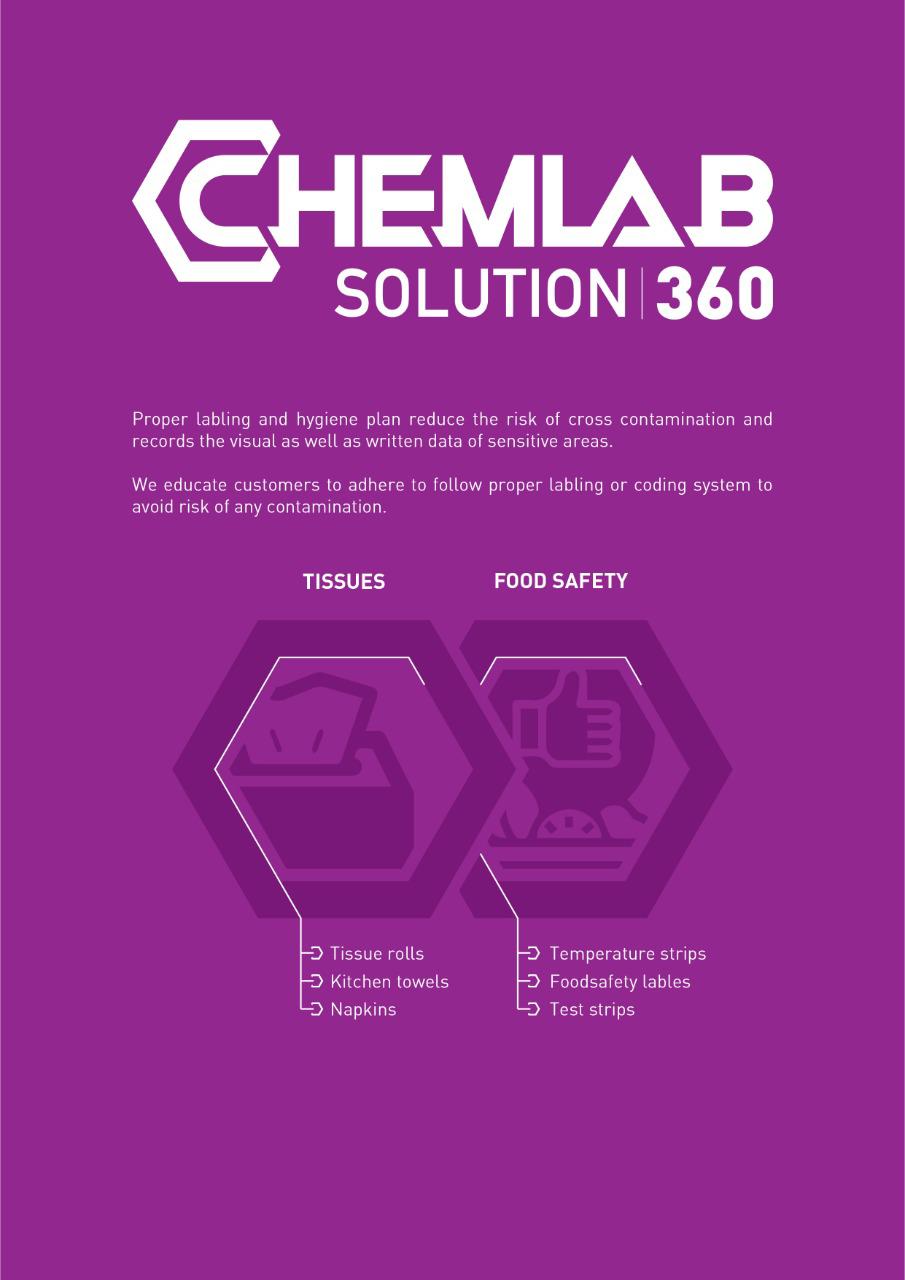 CHEMLAB
SOLUTION | 360
Proper labling and hygiene plan reduce the risk of cross contamination and
records the visual as well as written data of sensitive areas.
We educate customers to adhere to follow proper labling or coding system to
avoid risk of any contamination.
TISSUES
FOOD SAFETY
Tissue rolls
Kitchen towels
Napkins
Temperature strips
Foodsafety lables
Test strips